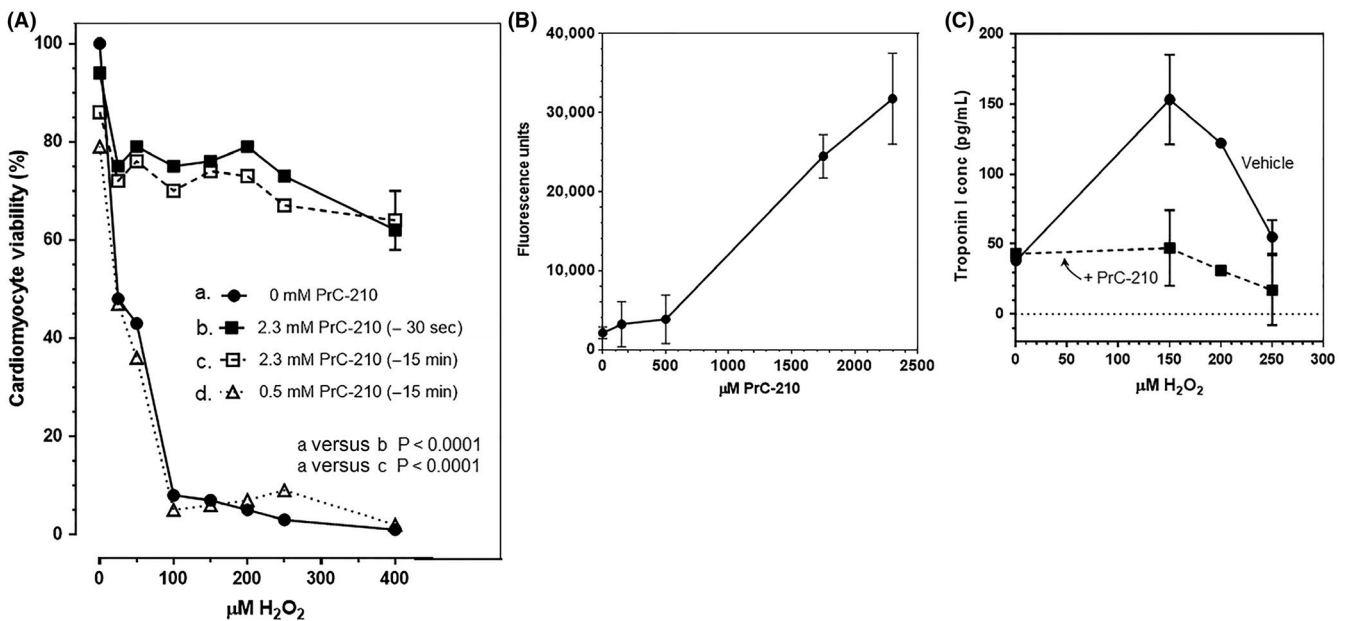 (A)
Cardiomyocyte viability (%)
100
80
60
40
20
0
a. 0 mM PrC-210
b. 2.3 mM PrC-210 (– 30 sec)
c. 2.3 mM PrC-210 (–15 min)
d. 0.5 mM PrC-210 (–15 min)
a versus b P < 0.0001
a versus c P < 0.0001
0 100 200 300 400
μM H₂O₂
(B)
Fluorescence units
40,000
30,000
20,000
10,000
0
0 500 1000 1500 2000 2500
μM PrC-210
(C)
Troponin I conc (pg/mL)
200
150
100
50
0
Vehicle
+ PrC-210
0 50 100 150 200 250 300
μM H₂O₂